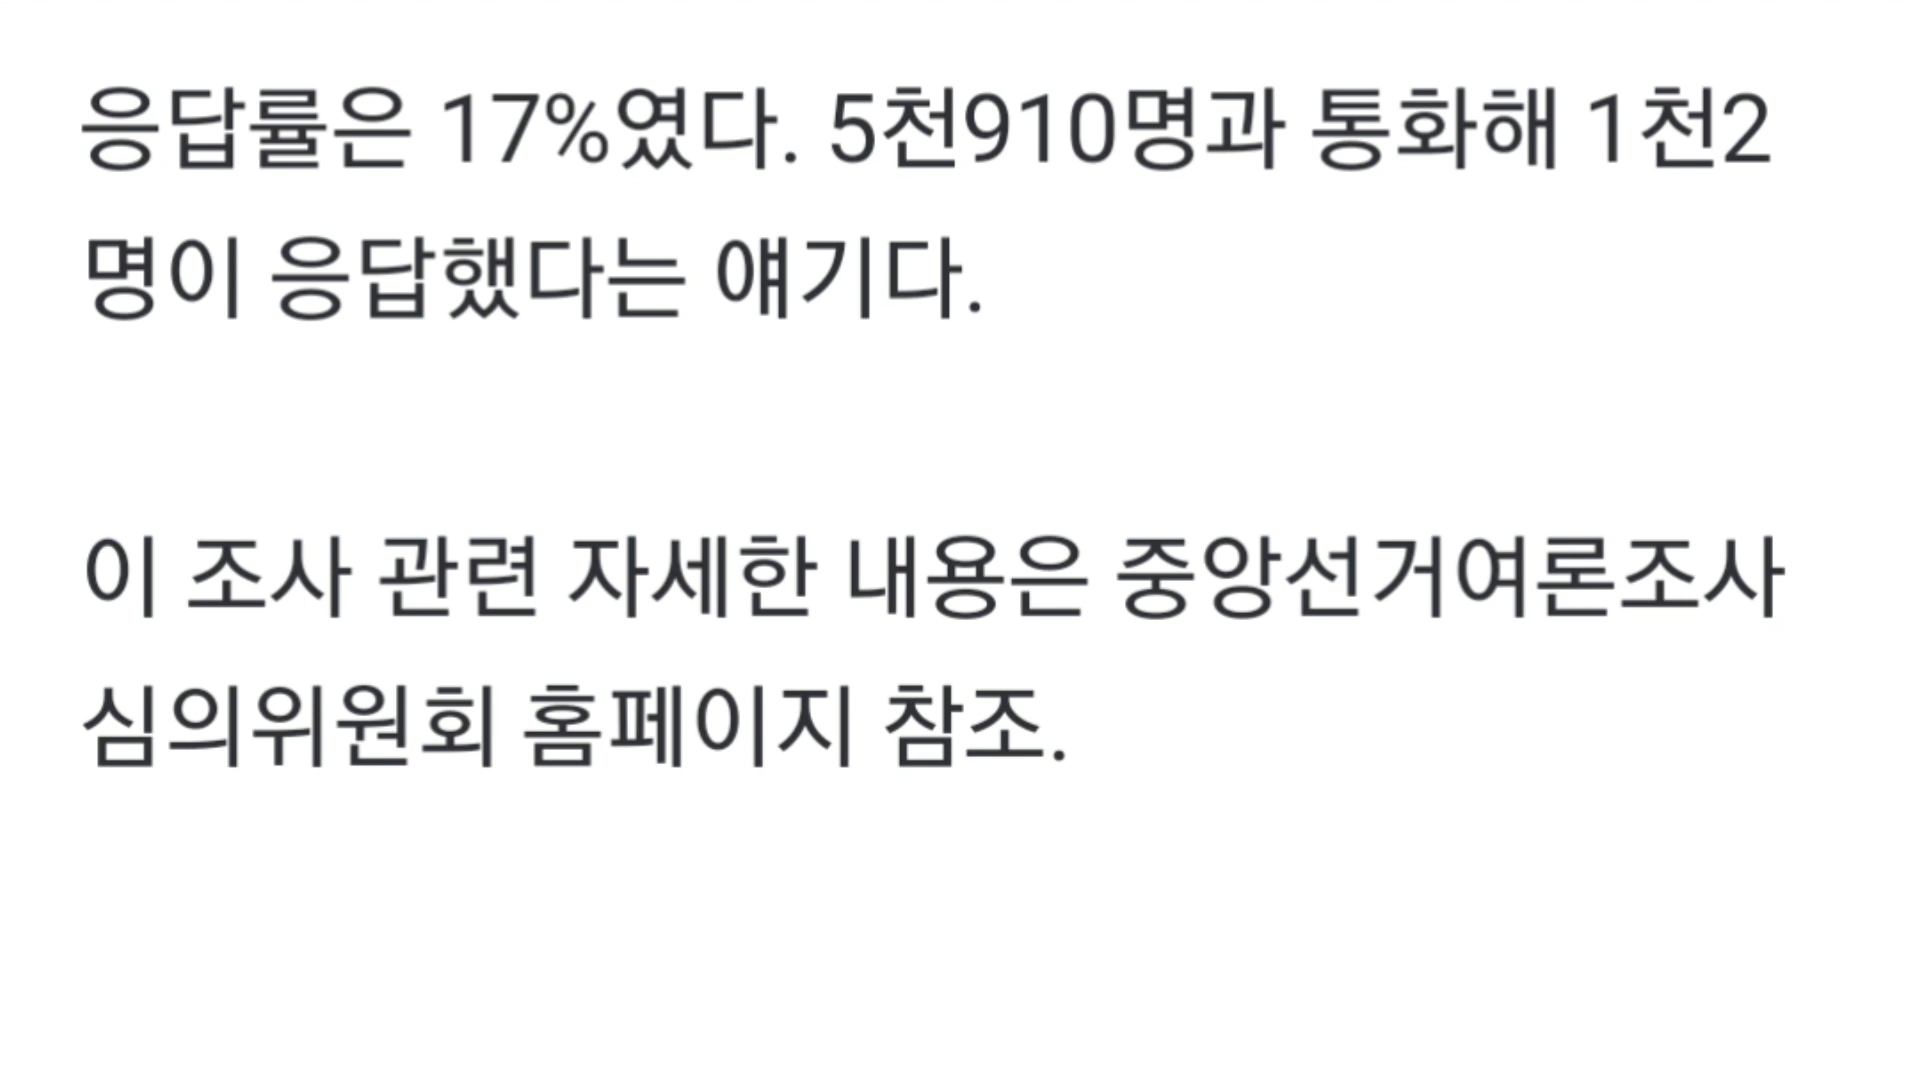 응답률은 17%였다. 5천910명과 통화해 1천2
명이 응답했다는 얘기다.
이 조사 관련 자세한 내용은 중앙선거여론조사
심의위원회 홈페이지 참조.